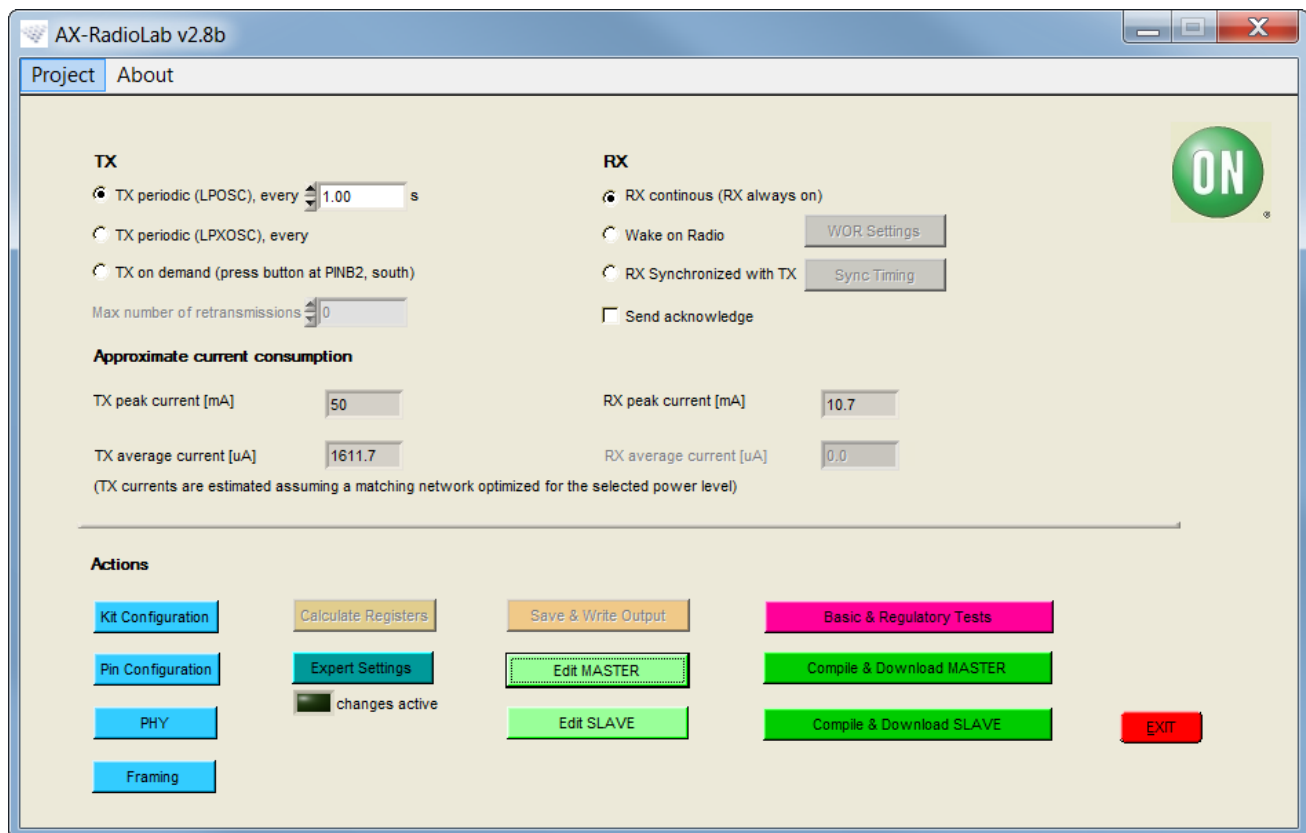 AX-RadioLab v2.8b
Project About
TX
TX periodic (LPOSC), every 1.00 s
TX periodic (LPXOSC), every
TX on demand (press button at PINB2, south)
Max number of retransmissions 0
RX
RX continous (RX always on)
Wake on Radio WOR Settings
RX Synchronized with TX Sync Timing
Send acknowledge
ON
®
Approximate current consumption
TX peak current [mA] 50
RX peak current [mA] 10.7
TX average current [uA] 1611.7
RX average current [uA] 0.0
(TX currents are estimated assuming a matching network optimized for the selected power level)
Actions
Kit Configuration Calculate Registers Save & Write Output Basic & Regulatory Tests
Pin Configuration Expert Settings Edit MASTER Compile & Download MASTER
changes active
PHY Edit SLAVE Compile & Download SLAVE EXIT
Framing